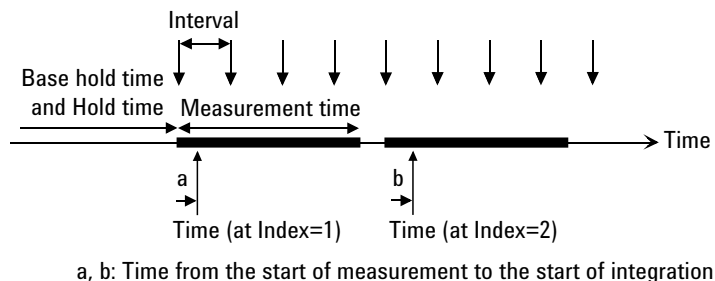 Interval
Base hold time
and Hold time
Measurement time
Time
a
b
Time (at Index=1)
Time (at Index=2)
a, b: Time from the start of measurement to the start of integration